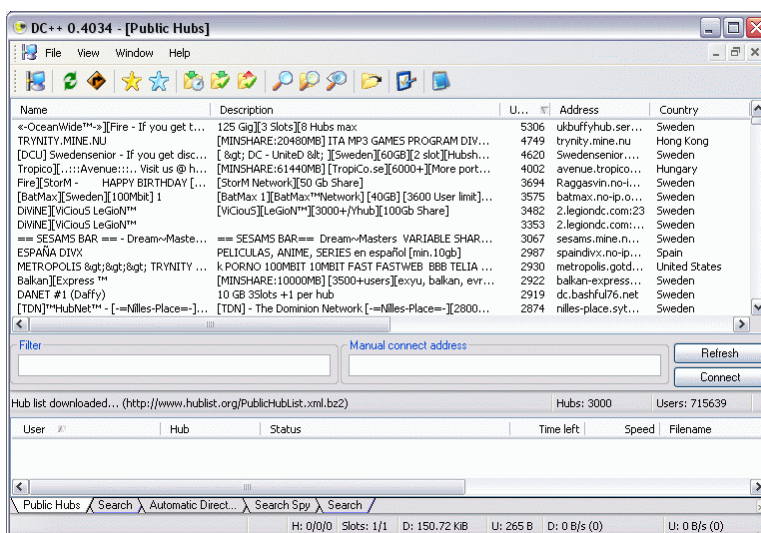 DC++ 0.4034 - [Public Hubs]
File View Window Help
Name Description U... Address Country
«-OceanWide™-»][Fire - If you get t... 125 Gig][3 Slots][8 Hubs max 5306 ukbuffyhub.ser... Sweden
TRYNITY.MINE.NU [MINSHARE:20480MB] ITA MP3 GAMES PROGRAM DIV... 4749 trynity.mine.nu Hong Kong
[DCU] Swedensenior - If you get disc... [ &gt; DC - UniteD &lt; ][Sweden][60GB][2 slot][Hubsh... 4620 Swedensenior.... Sweden
Tropico][..:::Avenue:::.. Visit us @ h... [MINSHARE:61440MB] [TropiCo.se][6000+][More port... 4002 avenue.tropico... Hungary
Fire][StorM - HAPPY BIRTHDAY [... [StorM Network][50 Gb Share] 3694 Raggasvin.no-i... Sweden
[BatMax][Sweden][100Mbit] 1 [BatMax 1][BatMax™Network] [40GB] [3600 User limit]... 3575 batmax.no-ip.o... Sweden
DiViNE][ViCiouS LeGioN™ [ViCiouS][LeGioN™][3000+/Yhub][100Gb Share] 3482 2.legiondc.com:23 Sweden
DiViNE][ViCiouS LeGioN™ 3353 2.legiondc.com:... Sweden
== SESAMS BAR == - Dream~Maste... == SESAMS BAR== Dream~Masters VARIABLE SHAR... 3067 sesams.mine.n... Sweden
ESPAÑA DIVX PELICULAS, ANIME, SERIES en español [min.10gb] 2987 spaindivx.no-ip... Spain
METROPOLIS &gt;&gt;&gt; TRYNITY ... k PORNO 100MBIT 10MBIT FAST FASTWEB BBB TELIA ... 2930 metropolis.gotd... United States
Balkan][Express ™ [MINSHARE:10000MB] [3500+users][exyu, balkan, evr... 2922 balkan-express... Sweden
DANET #1 (Daffy) 10 GB 3Slots +1 per hub 2919 dc.bashful76.net Sweden
[TDN]™HubNet™ - [-=Nilles-Place=-]... [TDN] - The Dominion Network [-=Nilles-Place=-][2800... 2874 nilles-place.syt... Sweden
Filter Manual connect address
Refresh
Connect
Hub list downloaded... (http://www.hublist.org/PublicHubList.xml.bz2) Hubs: 3000 Users: 715639
User Hub Status Time left Speed Filename
Public Hubs Search Automatic Direct... Search Spy Search
H: 0/0/0 Slots: 1/1 D: 150.72 KiB U: 265 B D: 0 B/s (0) U: 0 B/s (0)